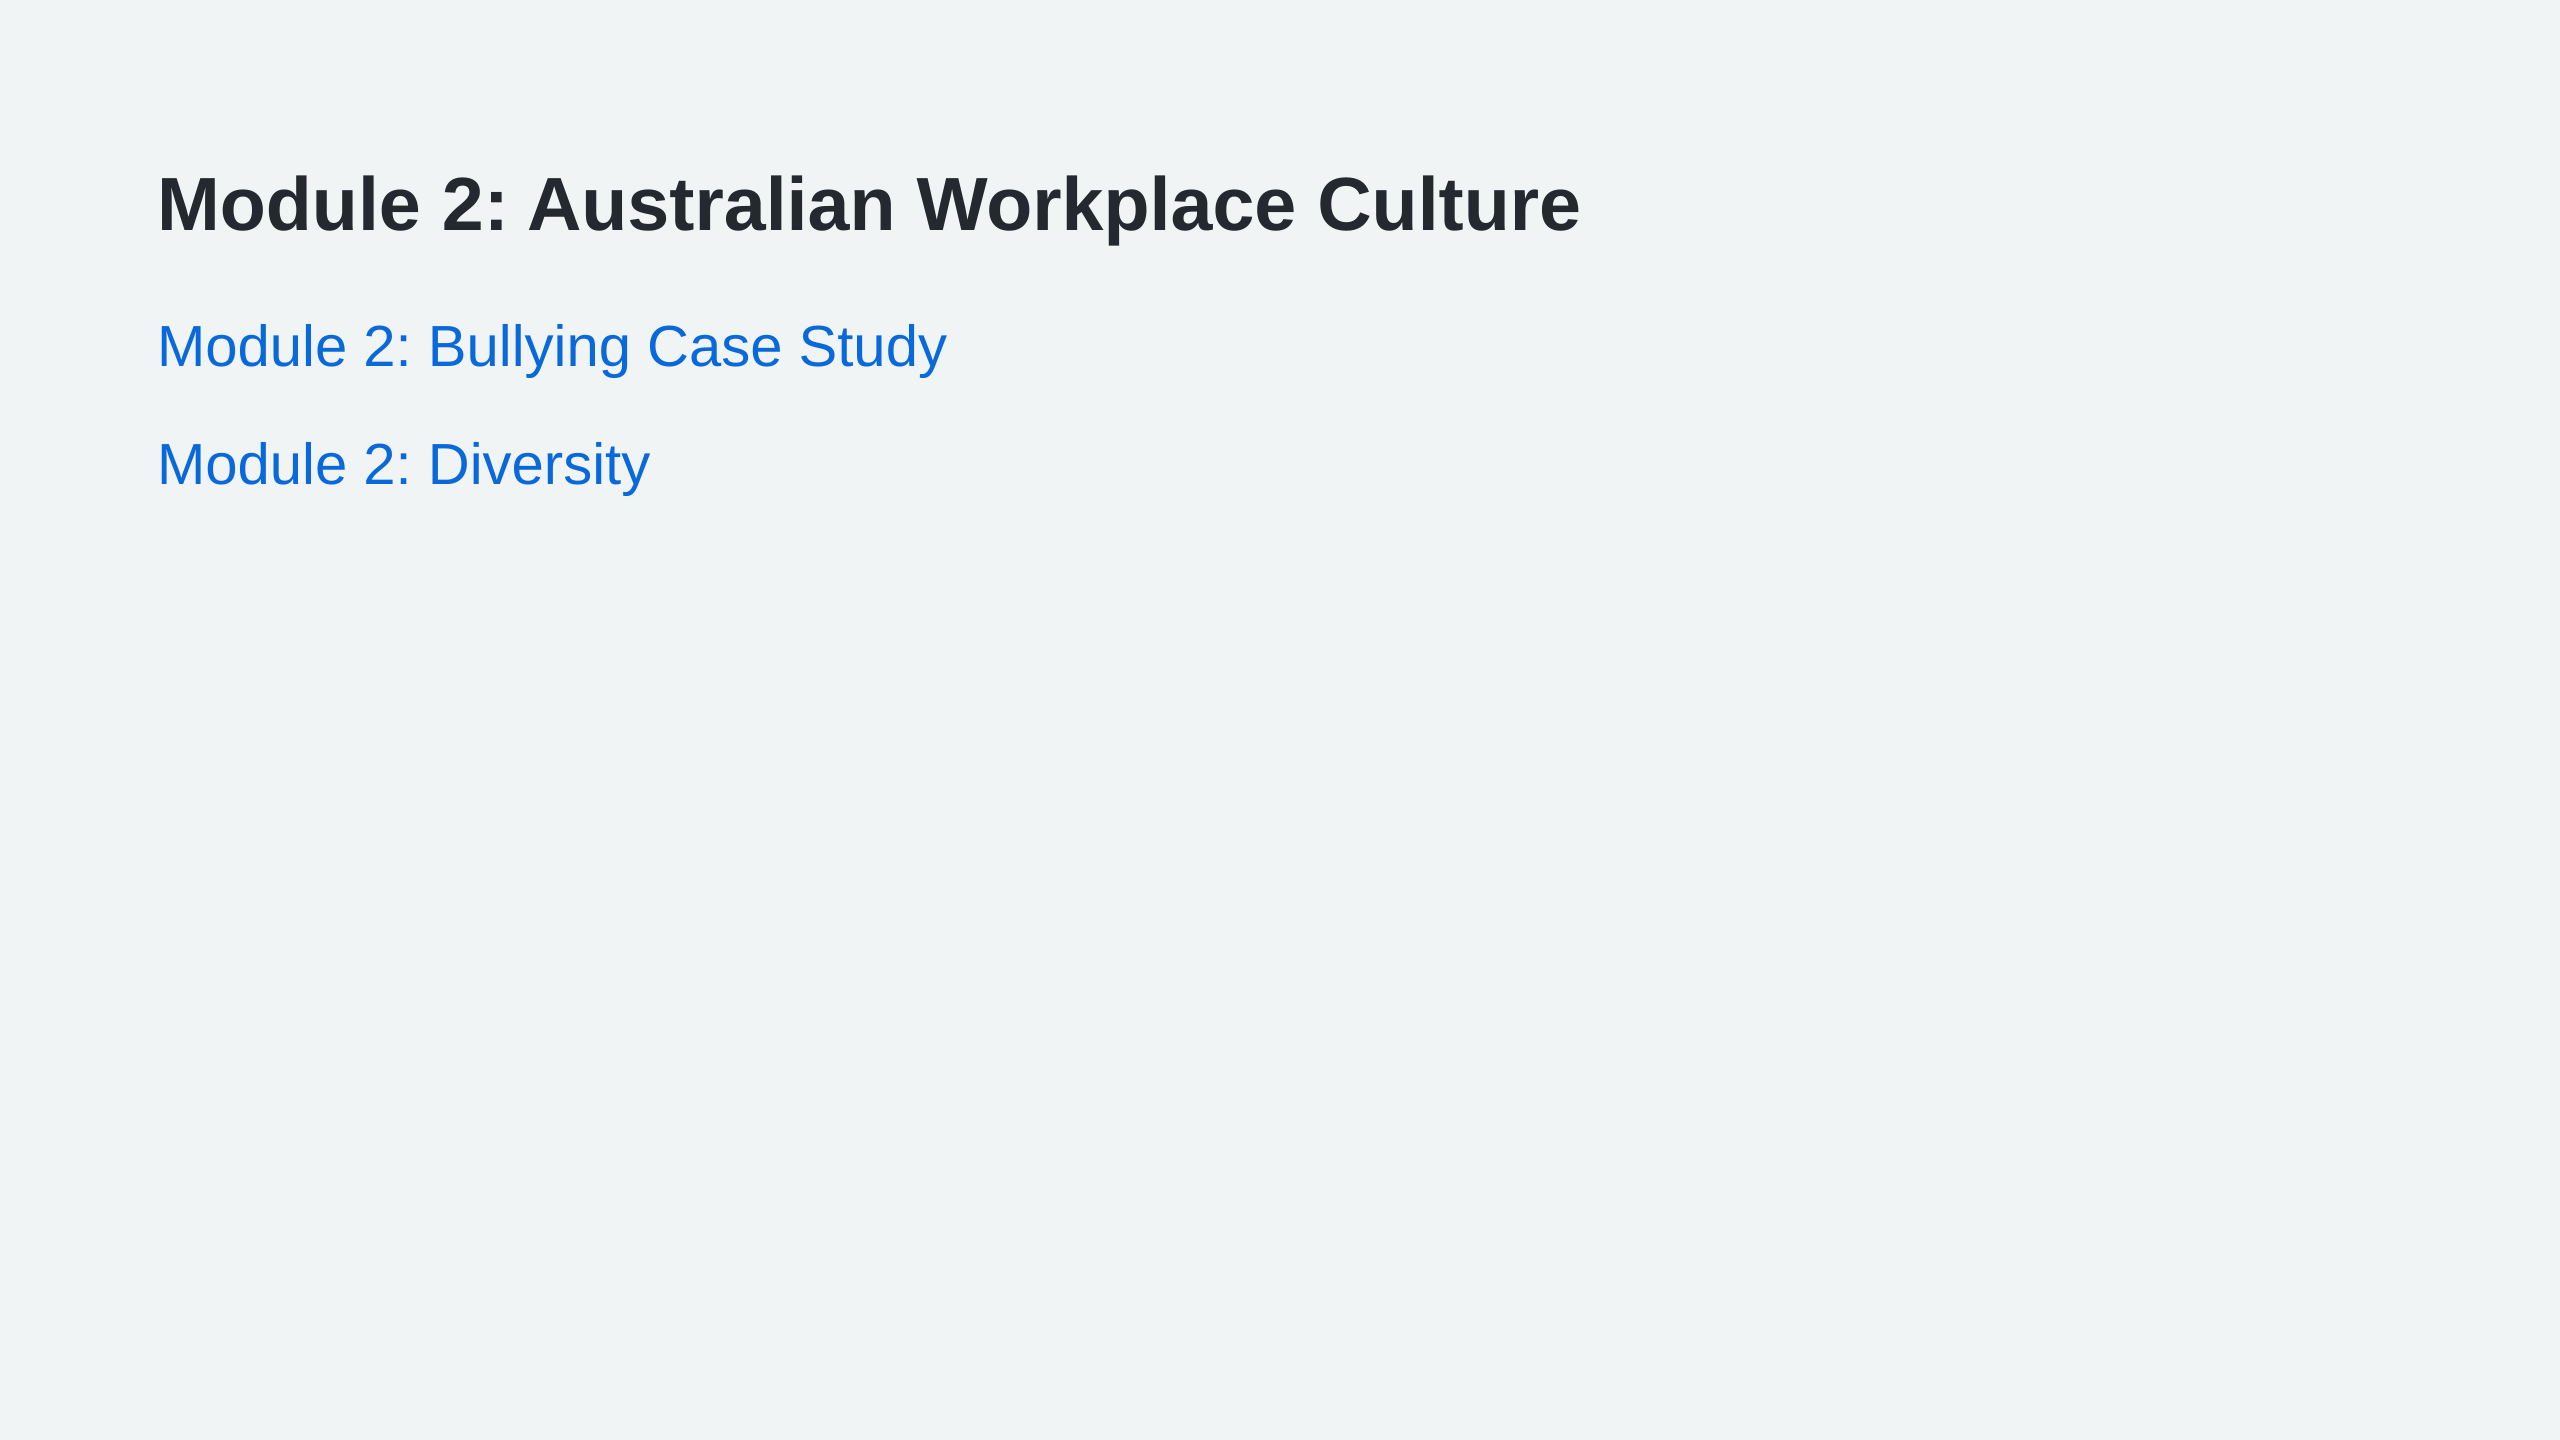 Module 2: Australian Workplace Culture
Module 2: Bullying Case Study
Module 2: Diversity